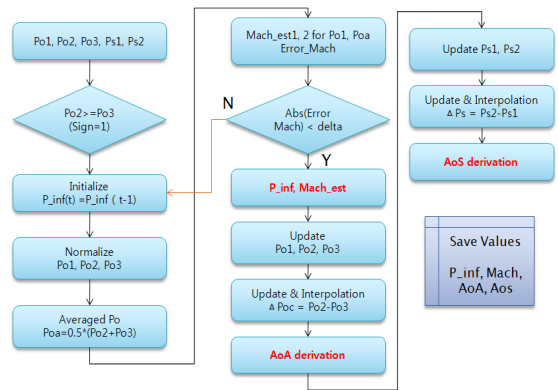 Po1, Po2, Po3, Ps1, Ps2
Po2>=Po3
(Sign=1)
Initialize
P_inf(t) =P_inf ( t-1)
Normalize
Po1, Po2, Po3
Averaged Po
Poa=0.5*(Po2+Po3)
Mach_est1, 2 for Po1, Poa
Error_Mach
N
Abs(Error
Mach) < delta
Y
P_inf, Mach_est
Update
Po1, Po2, Po3
Update & Interpolation
Δ Poc = Po2-Po3
AoA derivation
Update Ps1, Ps2
Update & Interpolation
Δ Ps = Ps2-Ps1
AoS derivation
Save Values
P_inf, Mach,
AoA, Aos